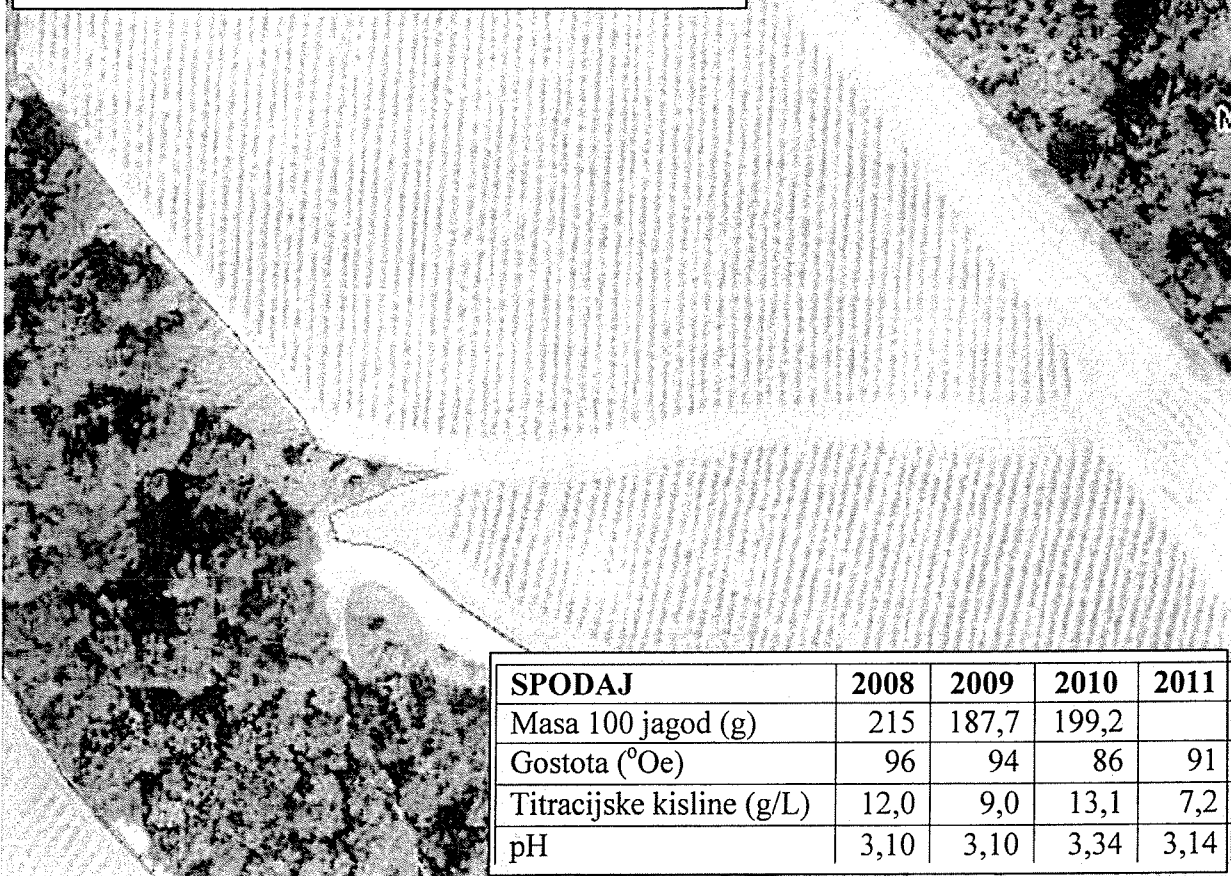 SPODAJ 2008 2009 2010 2011
Masa 100 jagod (g) 215 187,7 199,2
Gostota (°Oe) 96 94 86 91
Titracijske kisline (g/L) 12,0 9,0 13,1 7,2
pH 3,10 3,10 3,34 3,14